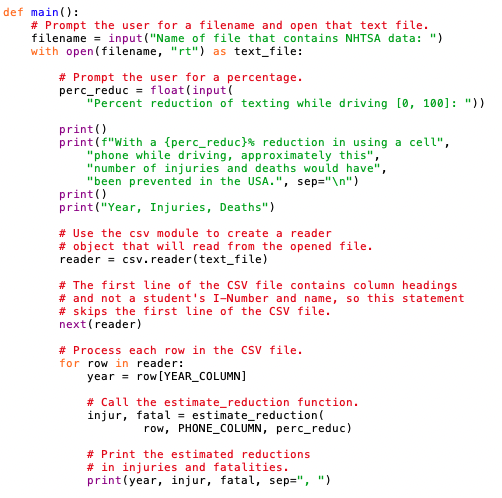 def main():
    # Prompt the user for a filename and open that text file.
    filename = input("Name of file that contains NHTSA data: ")
    with open(filename, "rt") as text_file:

        # Prompt the user for a percentage.
        perc_reduc = float(input(
            "Percent reduction of texting while driving [0, 100]: "))

        print()
        print(f"With a {perc_reduc}% reduction in using a cell",
            "phone while driving, approximately this",
            "number of injuries and deaths would have",
            "been prevented in the USA.", sep="\n")
        print()
        print("Year, Injuries, Deaths")

        # Use the csv module to create a reader
        # object that will read from the opened file.
        reader = csv.reader(text_file)

        # The first line of the CSV file contains column headings
        # and not a student's I-Number and name, so this statement
        # skips the first line of the CSV file.
        next(reader)

        # Process each row in the CSV file.
        for row in reader:
            year = row[YEAR_COLUMN]

            # Call the estimate_reduction function.
            injur, fatal = estimate_reduction(
                    row, PHONE_COLUMN, perc_reduc)

            # Print the estimated reductions
            # in injuries and fatalities.
            print(year, injur, fatal, sep=", ")